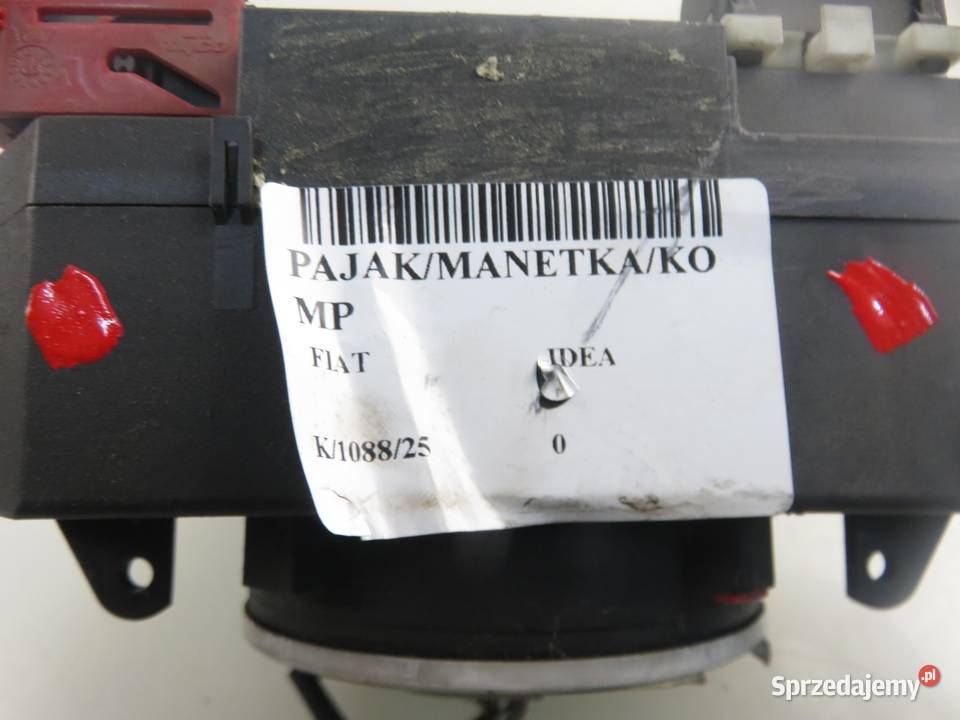 PAJAK/MANETKA/KO
MP
FIAT IDEA
K/1088/25 0
Sprzedajemy.pl